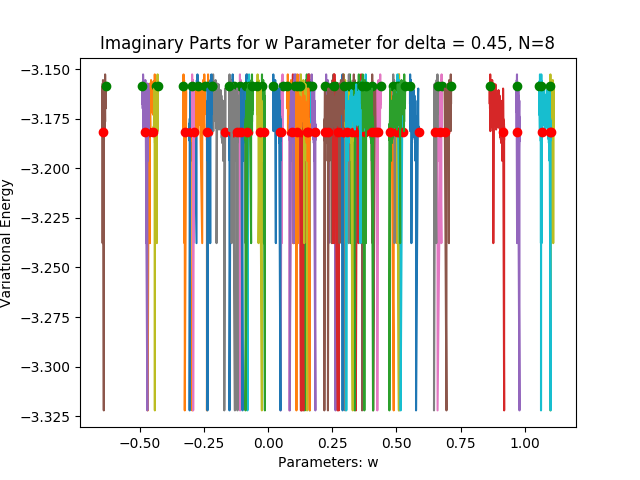 Imaginary Parts for w Parameter for delta = 0.45, N=8
Variational Energy
−3.150
−3.175
−3.200
−3.225
−3.250
−3.275
−3.300
−3.325
−0.50 −0.25 0.00 0.25 0.50 0.75 1.00
Parameters: w